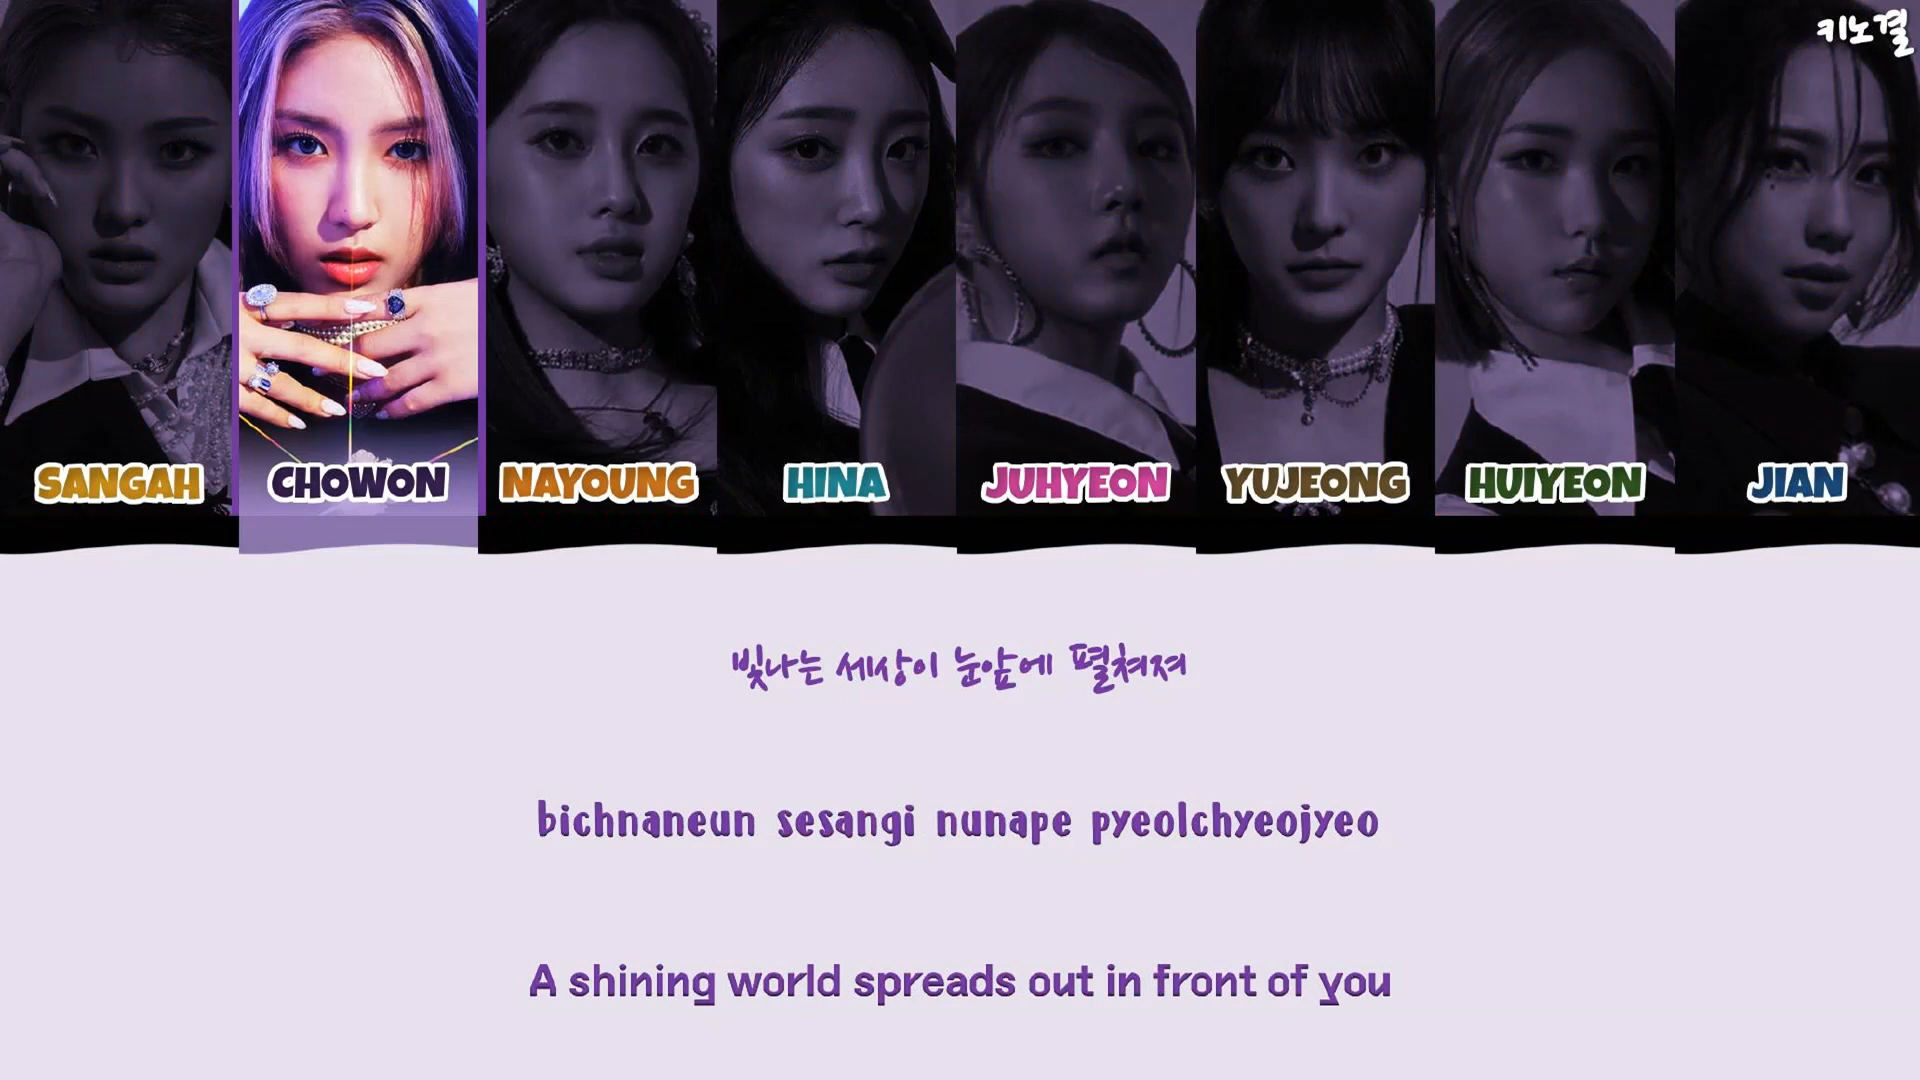 키노결
SANGAH CHOWON NAYOUNG HINA JUHYEON YUJEONG HUIYEON JIAN
빛나는 세상이 눈앞에 펼쳐져
bichnaneun sesangi nunape pyeolchyeojyeo
A shining world spreads out in front of you